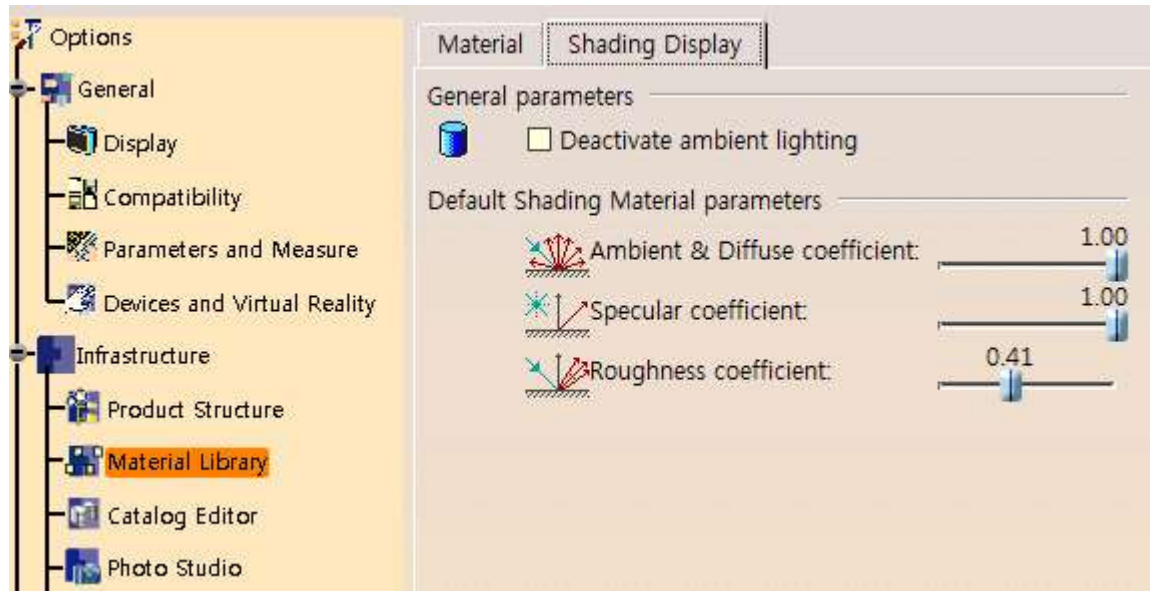 Options
General
Display
Compatibility
Parameters and Measure
Devices and Virtual Reality
Infrastructure
Product Structure
Material Library
Catalog Editor
Photo Studio
Material Shading Display
General parameters
Deactivate ambient lighting
Default Shading Material parameters
Ambient & Diffuse coefficient: 1.00
Specular coefficient: 1.00
Roughness coefficient: 0.41